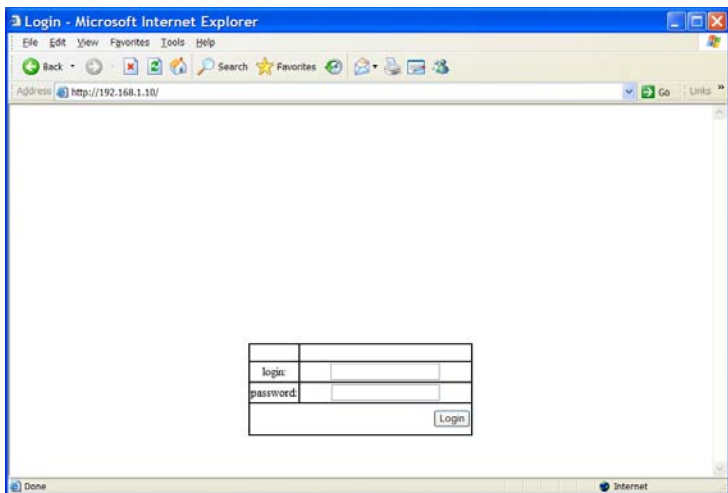 Login - Microsoft Internet Explorer
File Edit View Favorites Tools Help
Back Search Favorites
Address http://192.168.1.10/ Go Links »
login:
password:
Login
Done Internet